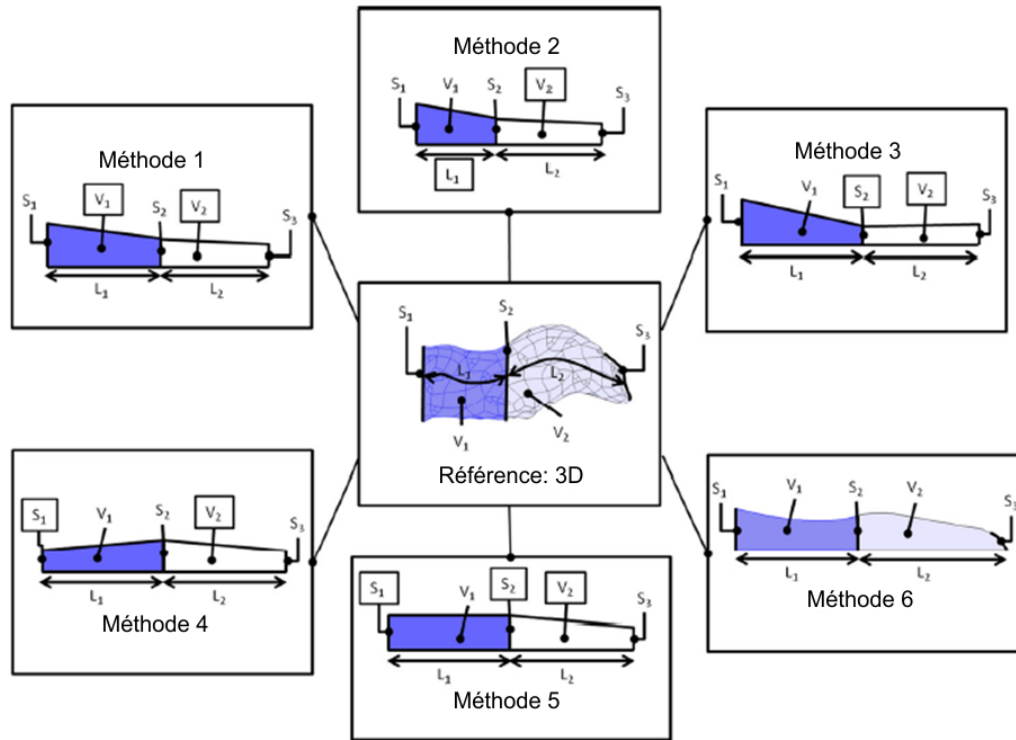 Méthode 2
S₁ V₁ S₂ V₂ S₃
L₁ L₂
Méthode 1
S₁ V₁ S₂ V₂ S₃
L₁ L₂
Méthode 3
S₁ V₁ S₂ V₂ S₃
L₁ L₂
S₁ S₂ S₃
L₁ L₂
V₁ V₂
Référence: 3D
S₁ V₁ S₂ V₂ S₃
L₁ L₂
Méthode 4
S₁ V₁ S₂ V₂ S₃
L₁ L₂
Méthode 5
S₁ V₁ S₂ V₂ S₃
L₁ L₂
Méthode 6